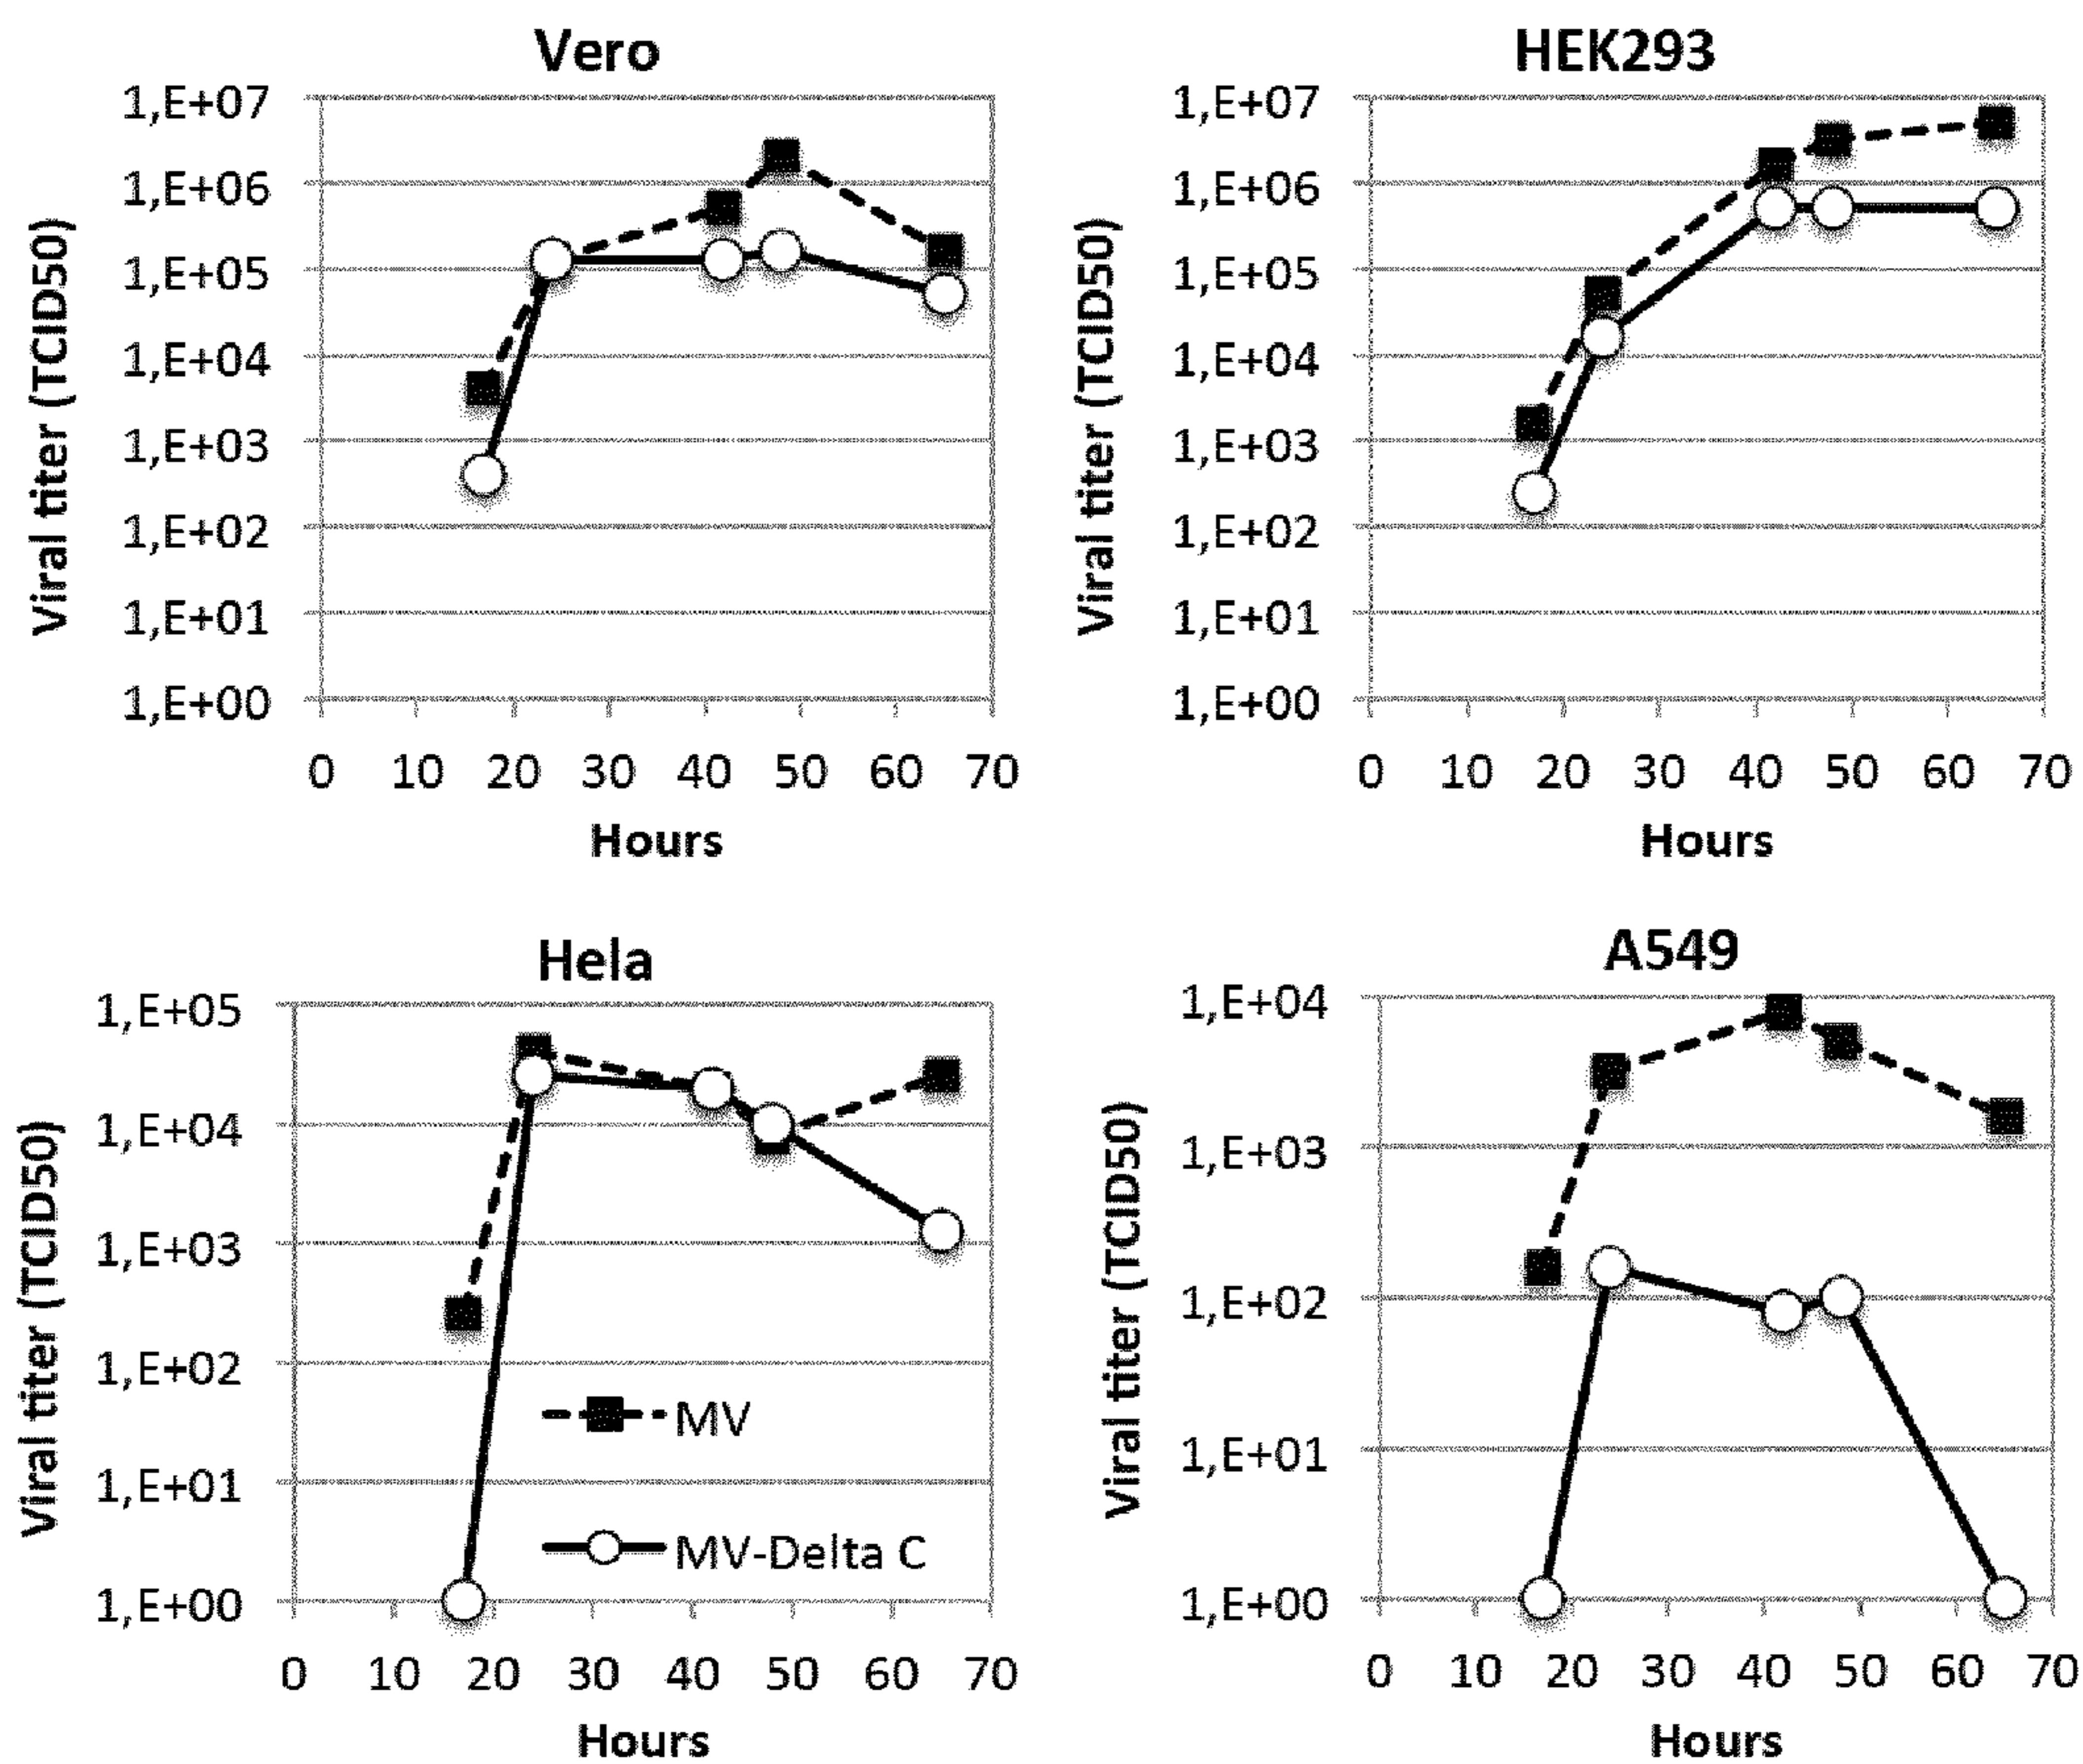 Vero
1,E+07
1,E+06
1,E+05
1,E+04
1,E+03
1,E+02
1,E+01
1,E+00
Viral titer (TCID50)
0 10 20 30 40 50 60 70
Hours
HEK293
1,E+07
1,E+06
1,E+05
1,E+04
1,E+03
1,E+02
1,E+01
1,E+00
Viral titer (TCID50)
0 10 20 30 40 50 60 70
Hours
Hela
1,E+05
1,E+04
1,E+03
1,E+02
1,E+01
1,E+00
Viral titer (TCID50)
MV
MV-Delta C
0 10 20 30 40 50 60 70
Hours
A549
1,E+04
1,E+03
1,E+02
1,E+01
1,E+00
Viral titer (TCID50)
0 10 20 30 40 50 60 70
Hours